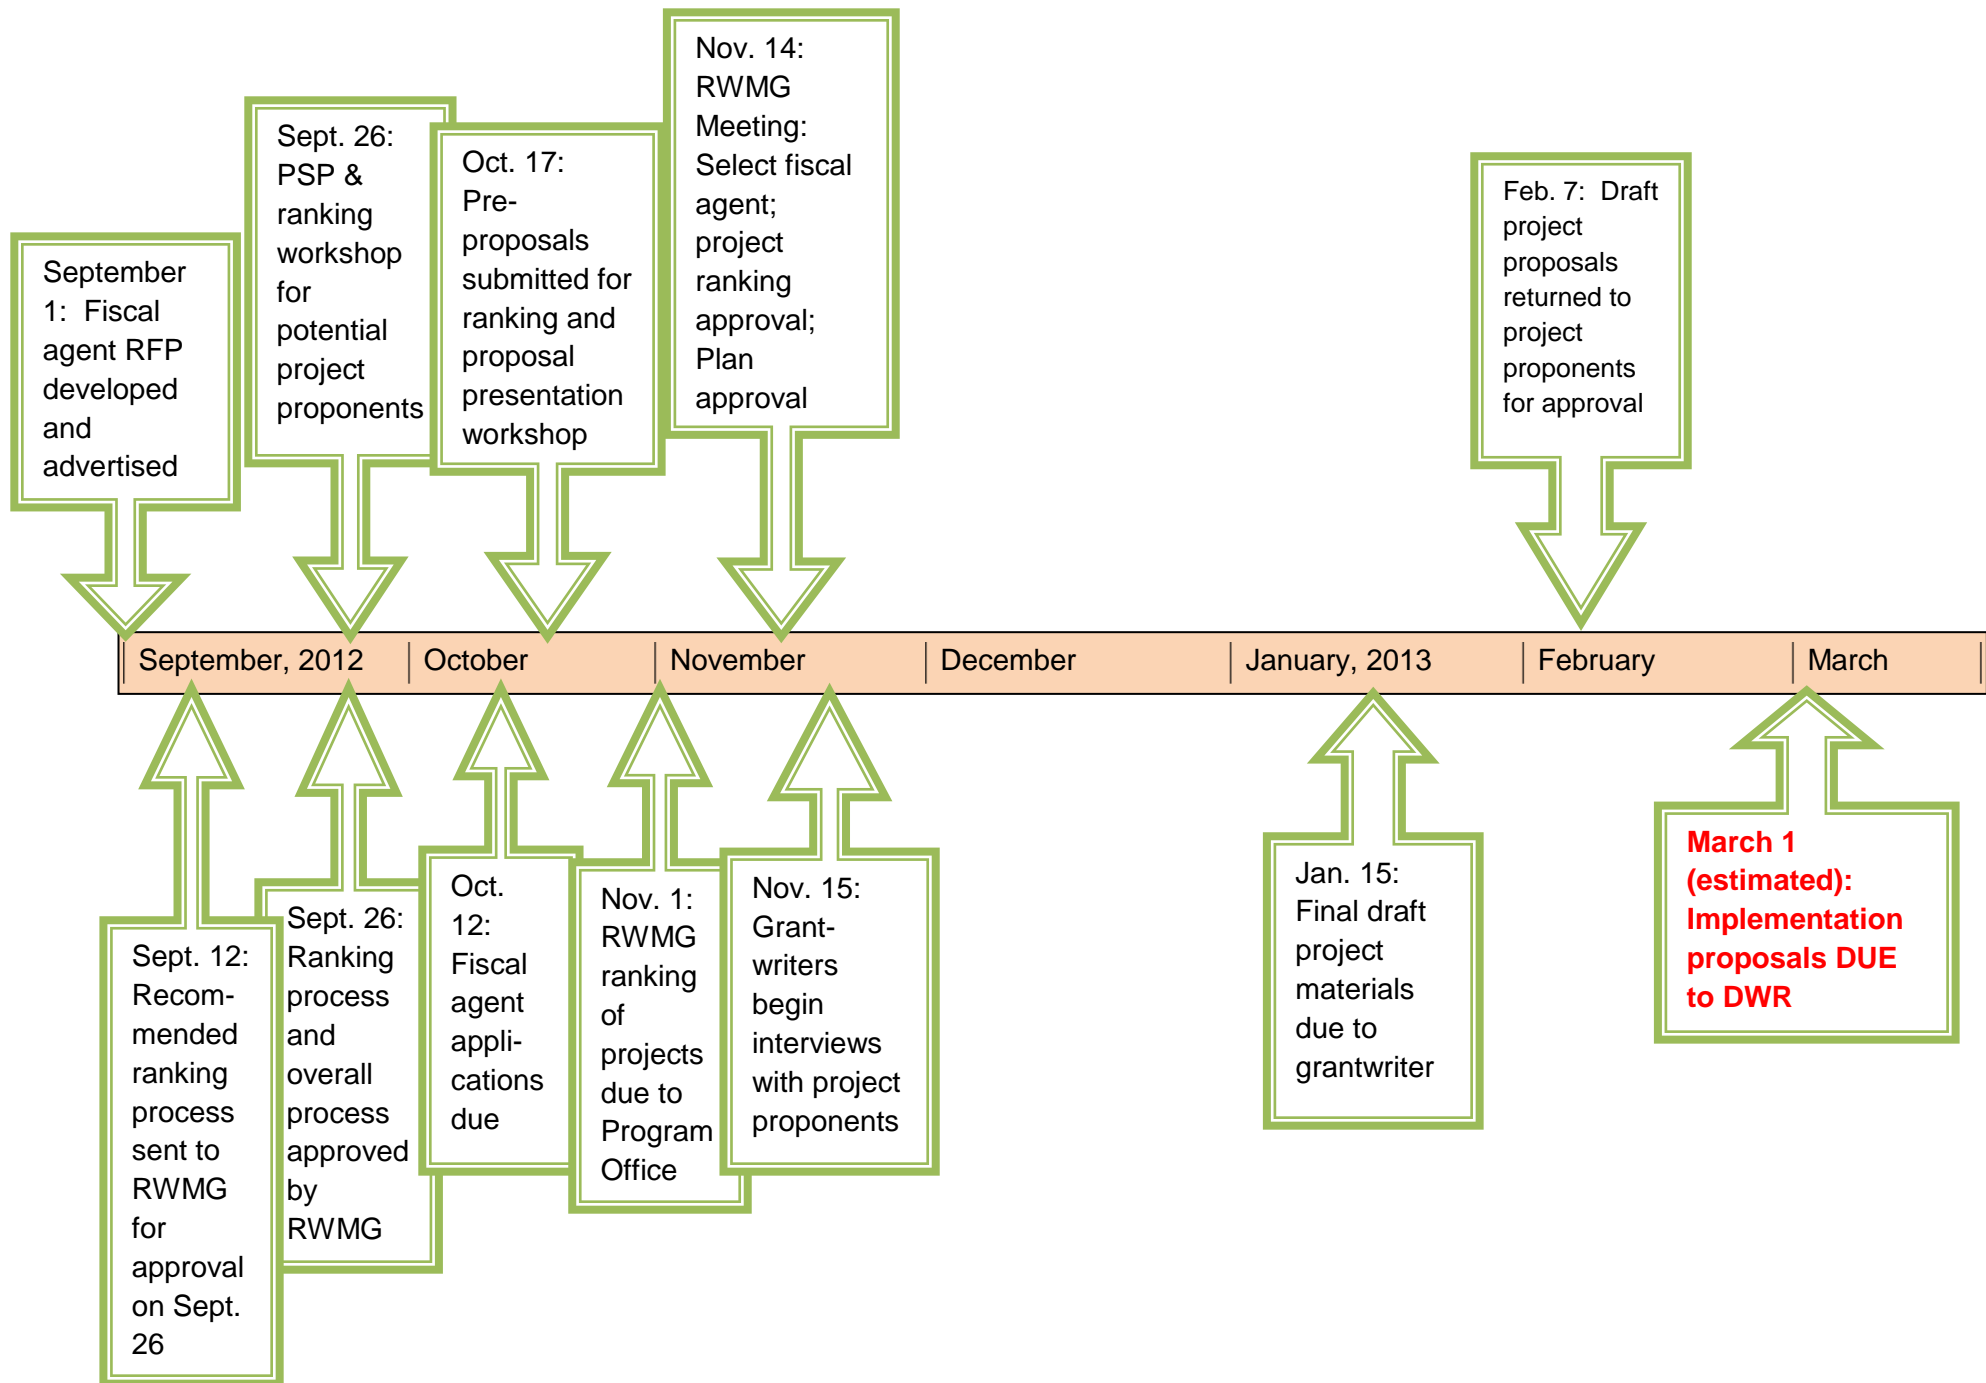 September
1:  Fiscal
agent RFP
developed
and
advertised
Sept. 26:
PSP &
ranking
workshop
for
potential
project
proponents
Oct. 17:
Pre-
proposals
submitted for
ranking and
proposal
presentation
workshop
Nov. 14:
RWMG
Meeting:
Select fiscal
agent;
project
ranking
approval;
Plan
approval
Feb. 7:  Draft
project
proposals
returned to
project
proponents
for approval
September, 2012
October
November
December
January, 2013
February
March
Sept. 12:
Recom-
mended
ranking
process
sent to
RWMG
for
approval
on Sept.
26
Sept. 26:
Ranking
process
and
overall
process
approved
by
RWMG
Oct.
12:
Fiscal
agent
appli-
cations
due
Nov. 1:
RWMG
ranking
of
projects
due to
Program
Office
Nov. 15:
Grant-
writers
begin
interviews
with project
proponents
Jan. 15:
Final draft
project
materials
due to
grantwriter
March 1
(estimated):
Implementation
proposals DUE
to DWR